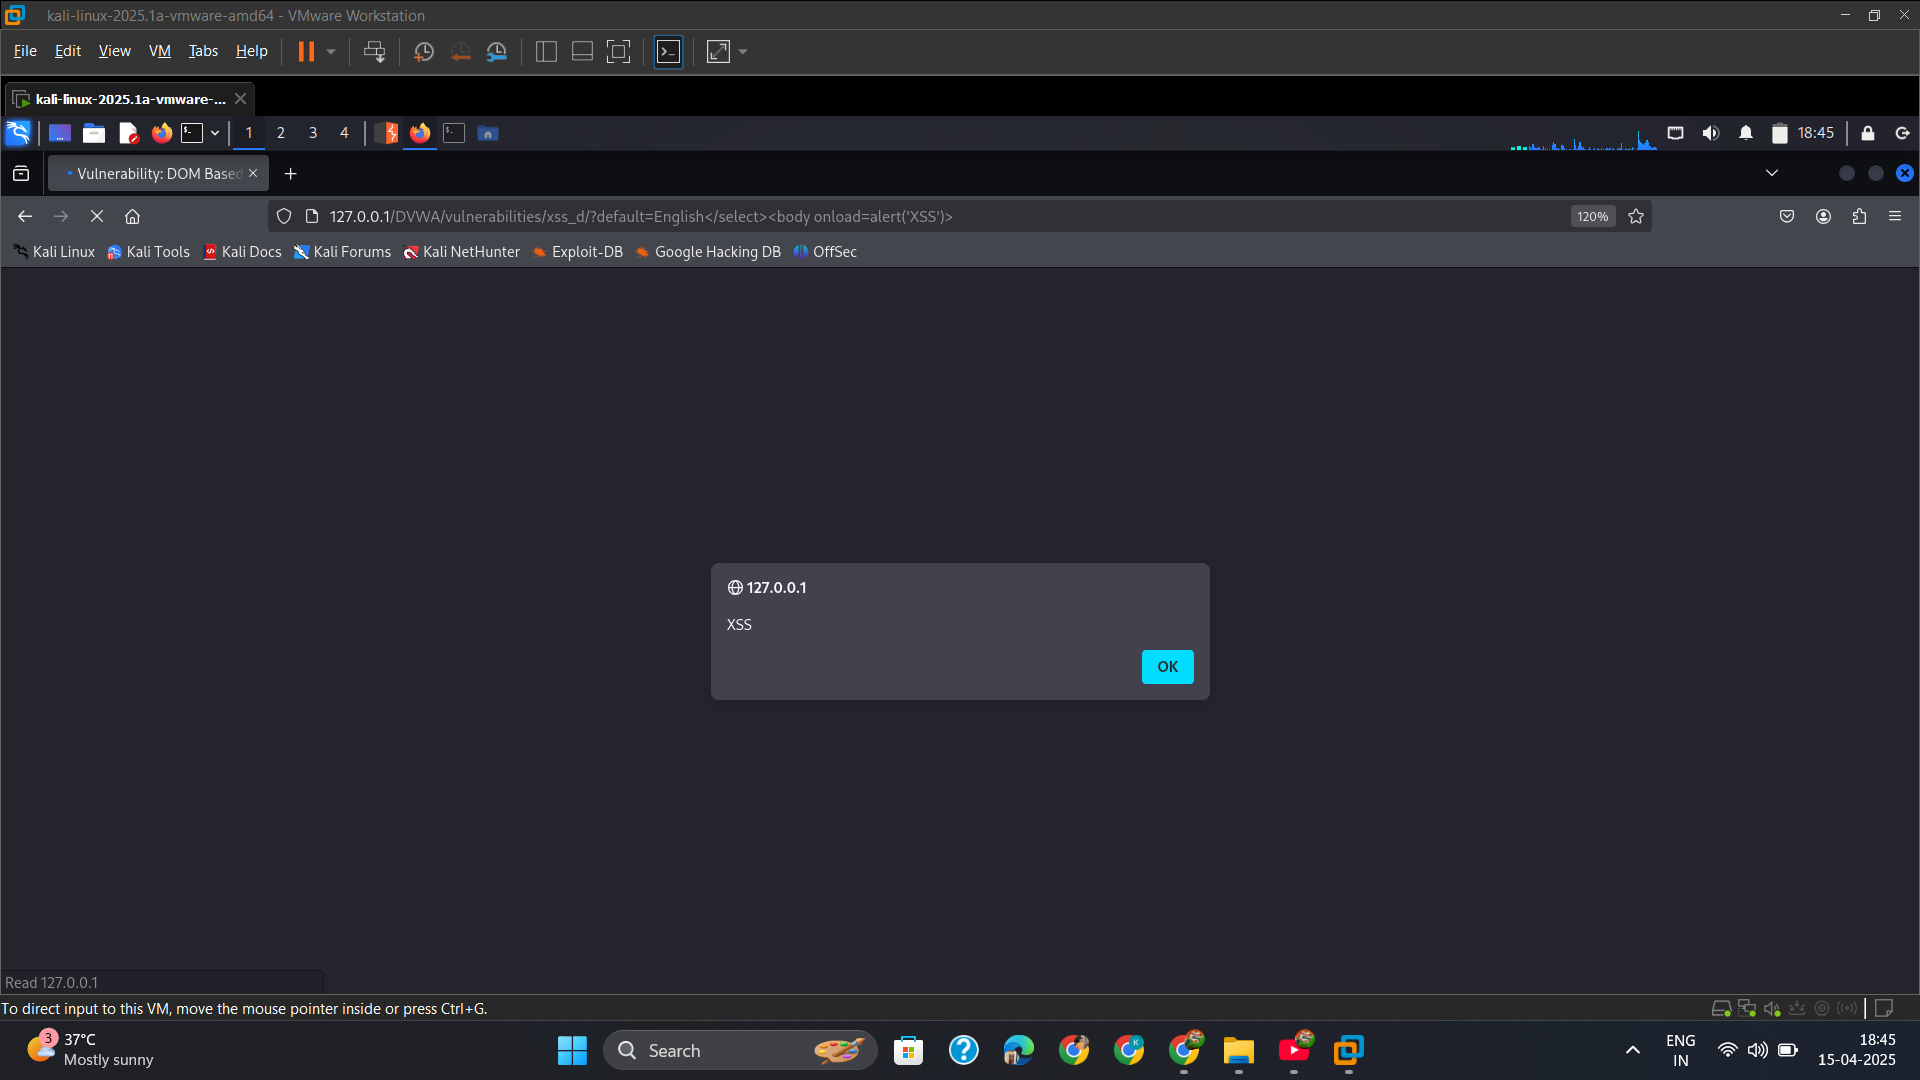 kali-linux-2025.1a-vmware-amd64 - VMware Workstation
File Edit View VM Tabs Help
kali-linux-2025.1a-vmware-...
1 2 3 4
18:45
Vulnerability: DOM Based
127.0.0.1/DVWA/vulnerabilities/xss_d/?default=English</select><body onload=alert('XSS')>
120%
Kali Linux Kali Tools Kali Docs Kali Forums Kali NetHunter Exploit-DB Google Hacking DB OffSec
127.0.0.1
XSS
OK
Read 127.0.0.1
To direct input to this VM, move the mouse pointer inside or press Ctrl+G.
3
37°C
Mostly sunny
Search
K
ENG
IN
18:45
15-04-2025